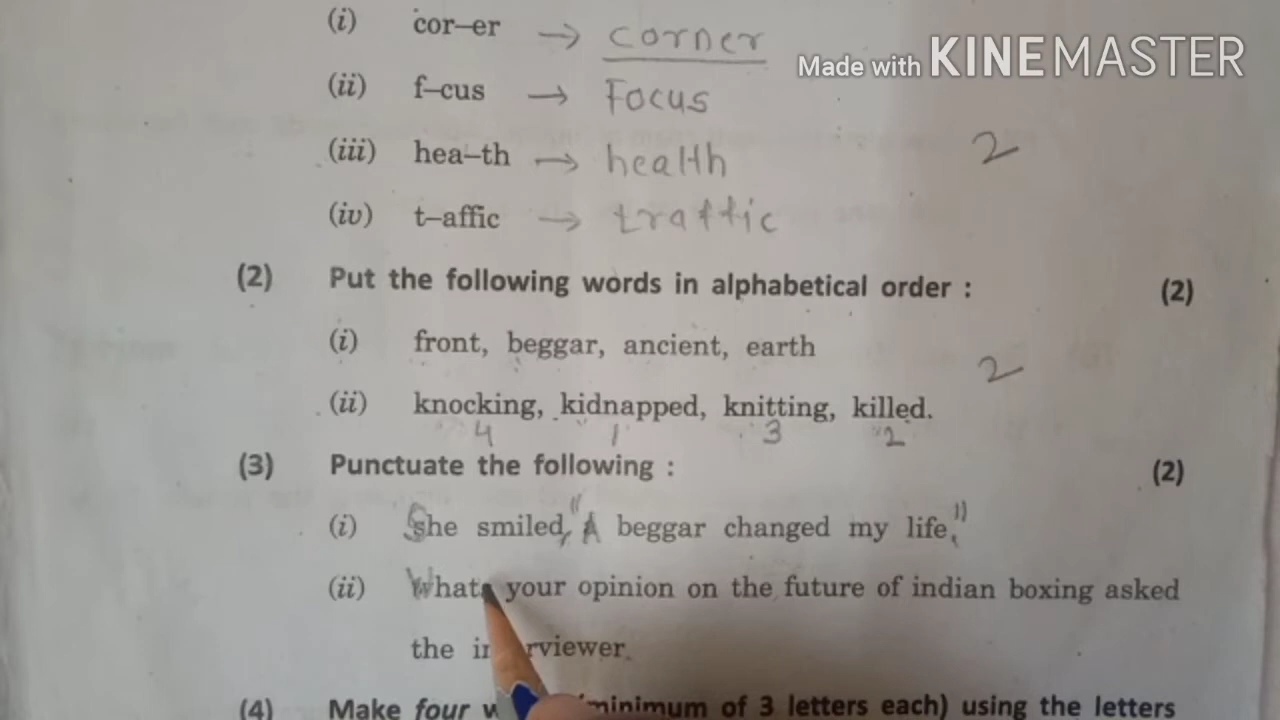 (i) cor–er → corner
Made with KINEMASTER
(ii) f–cus → Focus
(iii) hea–th → health 2
(iv) t–affic → traffic
(2) Put the following words in alphabetical order : (2)
(i) front, beggar, ancient, earth
2
(ii) knocking, kidnapped, knitting, killed.
4 1 3 2
(3) Punctuate the following : (2)
(i) She smiled, "A beggar changed my life."
(ii) What your opinion on the future of indian boxing asked
the
(4) Make four minimum of 3 letters each) using the letters